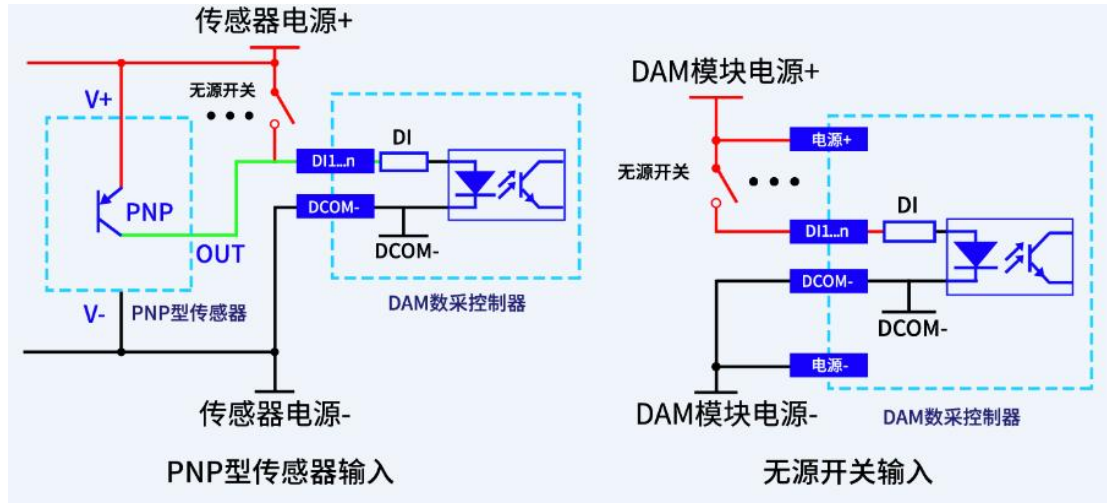 传感器电源+
无源开关
V+
DI
DI1...n
PNP
DCOM-
OUT
DCOM-
V-
PNP型传感器
DAM数采控制器
传感器电源-
PNP型传感器输入
DAM模块电源+
电源+
无源开关
DI
DI1...n
DCOM-
DCOM-
电源-
DAM模块电源-
DAM数采控制器
无源开关输入